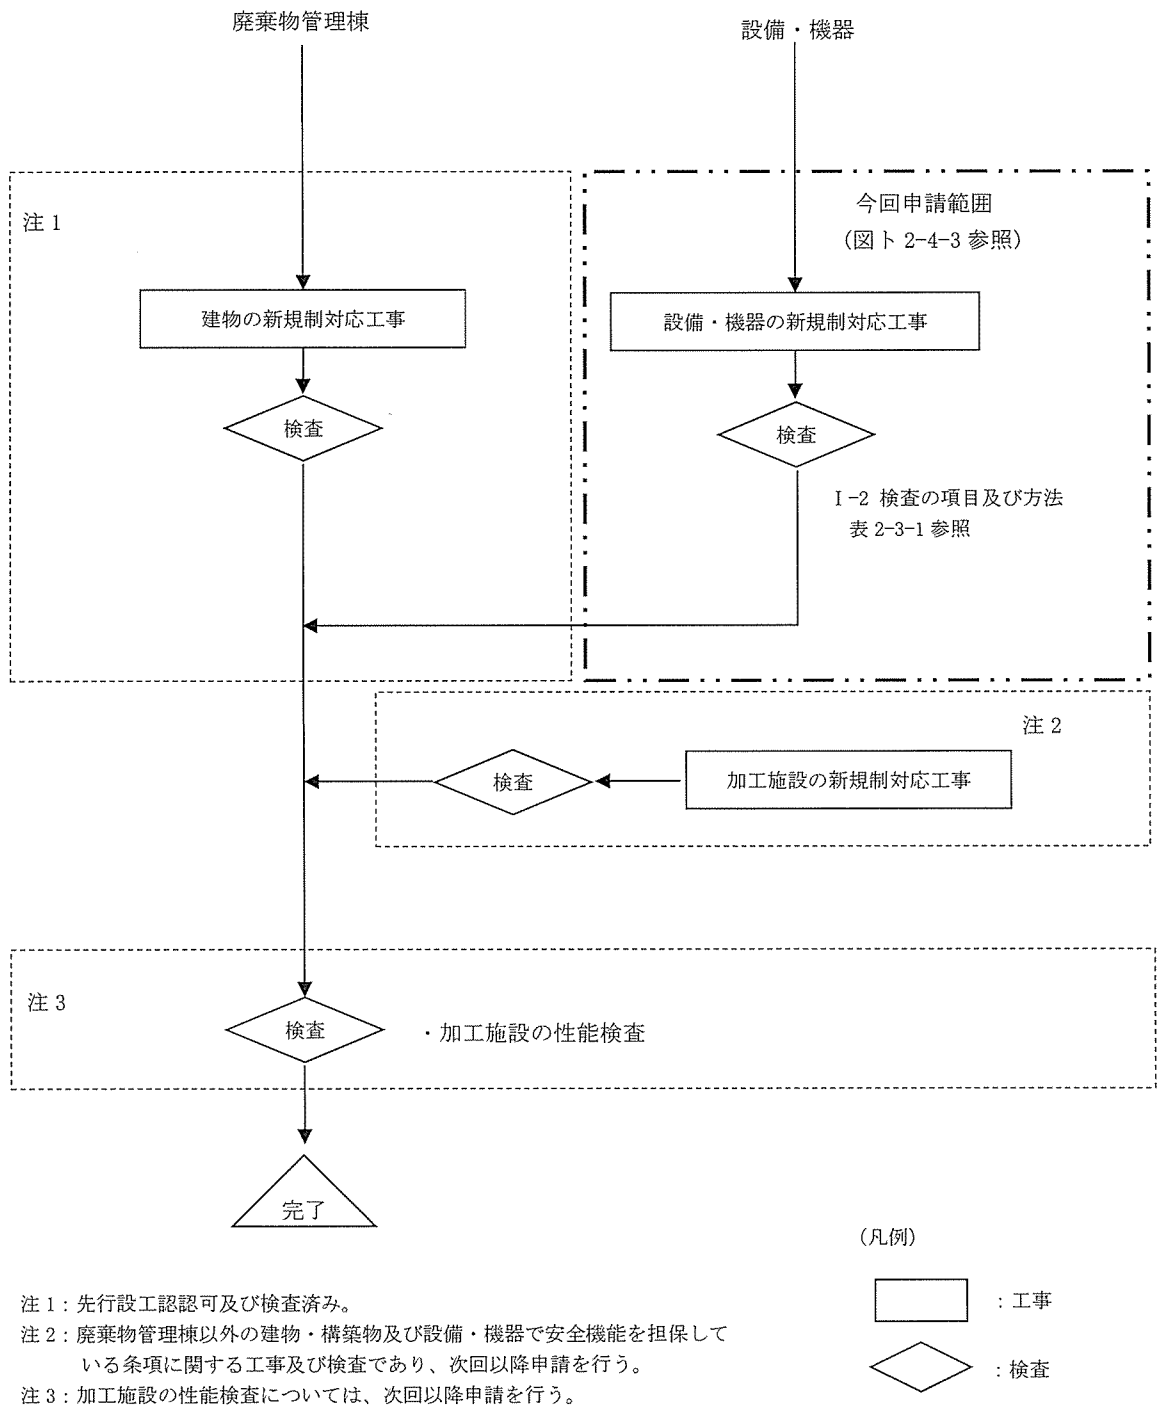 廃棄物管理棟
設備・機器
注 1
今回申請範囲
(図ト 2-4-3 参照)
建物の新規制対応工事
設備・機器の新規制対応工事
検査
検査
Ⅰ-2 検査の項目及び方法
表 2-3-1 参照
注 2
検査
加工施設の新規制対応工事
注 3
検査
・加工施設の性能検査
完了
(凡例)
:工事
:検査
注 1:先行設工認認可及び検査済み。
注 2:廃棄物管理棟以外の建物・構築物及び設備・機器で安全機能を担保して
いる条項に関する工事及び検査であり、次回以降申請を行う。
注 3:加工施設の性能検査については、次回以降申請を行う。